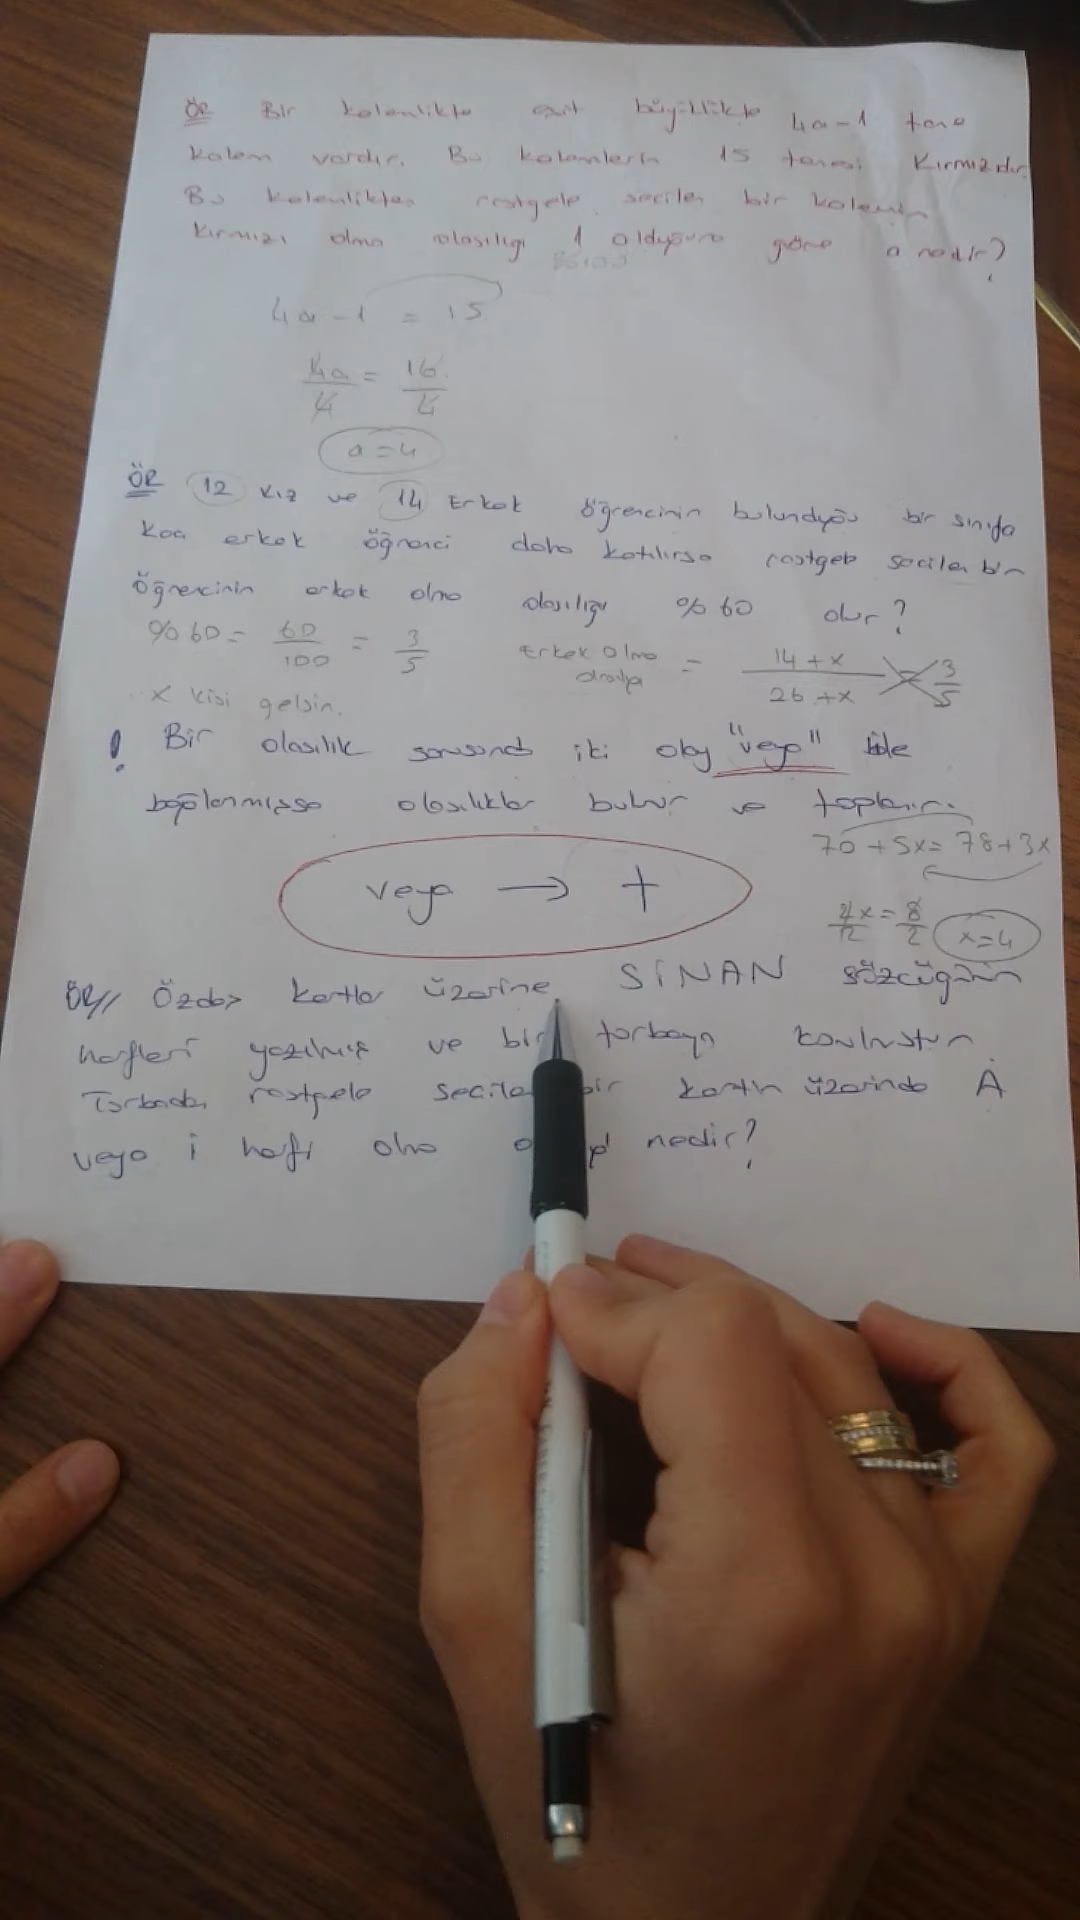 ÖR Bir kalemlikte eşit büyüklükte 4a-1 tane
kalem vardır. Bu kalemlerin 15 tanesi kırmızıdır.
Bu kalemlikten rastgele seçilen bir kalemin
kırmızı olma olasılığı 1 olduğuna göre a nedir?
4a-1 = 15
4a/4 = 16/4
a=4
ÖR 12 kız ve 14 Erkek öğrencinin bulunduğu bir sınıfa
kaç erkek öğrenci daha katılırsa rastgele seçilen bir
öğrencinin erkek olma olasılığı %60 olur?
%60 = 60/100 = 3/5
Erkek olma = 14+x/26+x = 3/5
x kişi gelsin.
! Bir olasılık sorusunda iki olay "veya" ile
bağlanmışsa olasılıklar bulunur ve toplanır.
70+5x=78+3x
veya → +
2x/2=8/2 x=4
ÖR// Özdeş kartlar üzerine SİNAN sözcüğünün
harfleri yazılmış ve bir torbaya konulmuştur.
Torbadan rastgele seçilen bir kartın üzerinde A
veya i harfi olma nedir?